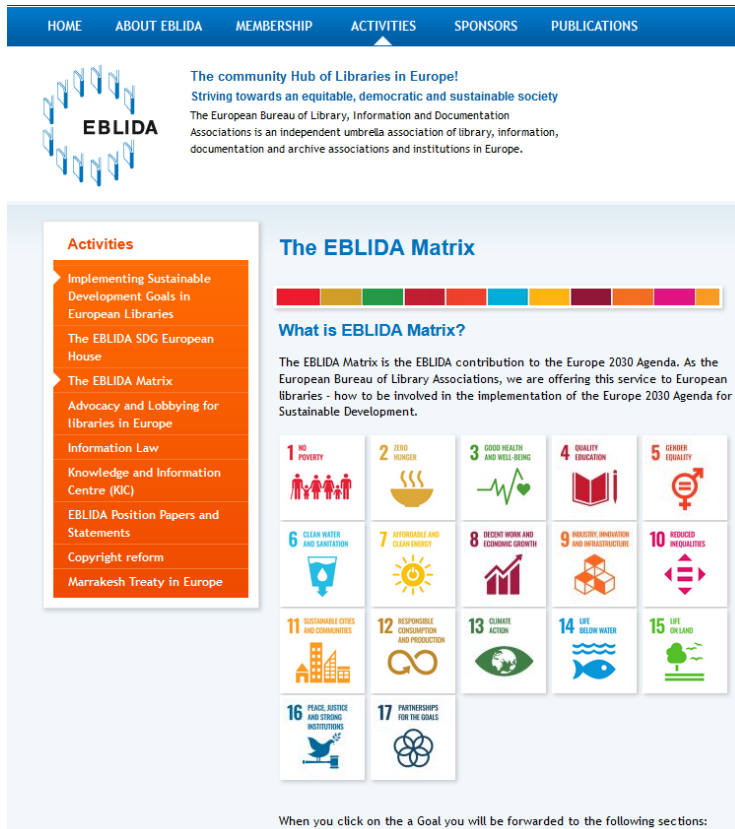 HOME ABOUT EBLIDA MEMBERSHIP ACTIVITIES SPONSORS PUBLICATIONS
EBLIDA
The community Hub of Libraries in Europe!
Striving towards an equitable, democratic and sustainable society
The European Bureau of Library, Information and Documentation
Associations is an independent umbrella association of library, information,
documentation and archive associations and institutions in Europe.
Activities
Implementing Sustainable
Development Goals in
European Libraries
The EBLIDA SDG European
House
The EBLIDA Matrix
Advocacy and Lobbying for
libraries in Europe
Information Law
Knowledge and Information
Centre (KIC)
EBLIDA Position Papers and
Statements
Copyright reform
Marrakesh Treaty in Europe
The EBLIDA Matrix
What is EBLIDA Matrix?
The EBLIDA Matrix is the EBLIDA contribution to the Europe 2030 Agenda. As the
European Bureau of Library Associations, we are offering this service to European
libraries - how to be involved in the implementation of the Europe 2030 Agenda for
Sustainable Development.
1 NO
POVERTY
2 ZERO
HUNGER
3 GOOD HEALTH
AND WELL-BEING
4 QUALITY
EDUCATION
5 GENDER
EQUALITY
6 CLEAN WATER
AND SANITATION
7 AFFORDABLE AND
CLEAN ENERGY
8 DECENT WORK AND
ECONOMIC GROWTH
9 INDUSTRY, INNOVATION
AND INFRASTRUCTURE
10 REDUCED
INEQUALITIES
11 SUSTAINABLE CITIES
AND COMMUNITIES
12 RESPONSIBLE
CONSUMPTION
AND PRODUCTION
13 CLIMATE
ACTION
14 LIFE
BELOW WATER
15 LIFE
ON LAND
16 PEACE, JUSTICE
AND STRONG
INSTITUTIONS
17 PARTNERSHIPS
FOR THE GOALS
When you click on the a Goal you will be forwarded to the following sections: